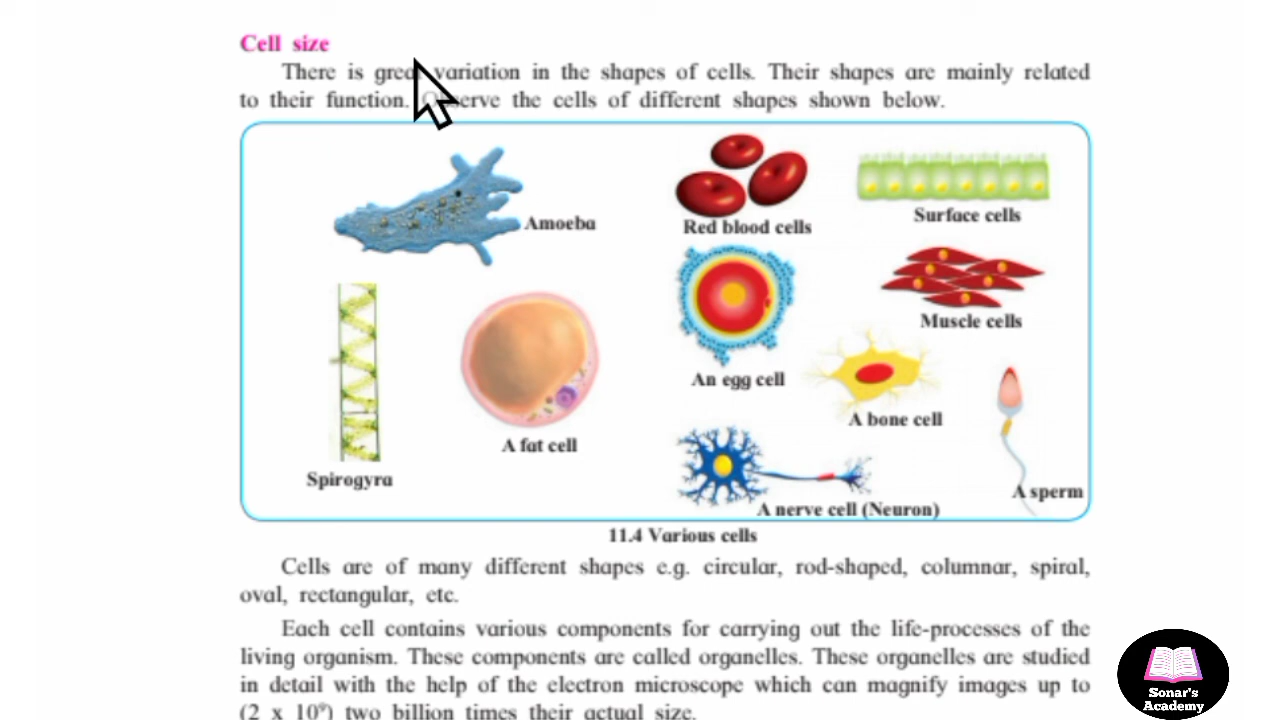 Cell size
There is great variation in the shapes of cells. Their shapes are mainly related
to their function. Observe the cells of different shapes shown below.
Amoeba
Red blood cells
Surface cells
Muscle cells
An egg cell
A bone cell
A fat cell
Spirogyra
A sperm
A nerve cell (Neuron)
11.4 Various cells
Cells are of many different shapes e.g. circular, rod-shaped, columnar, spiral,
oval, rectangular, etc.
Each cell contains various components for carrying out the life-processes of the
living organism. These components are called organelles. These organelles are studied
in detail with the help of the electron microscope which can magnify images up to
(2 x 10⁹) two billion times their actual size.
Sonar's
Academy